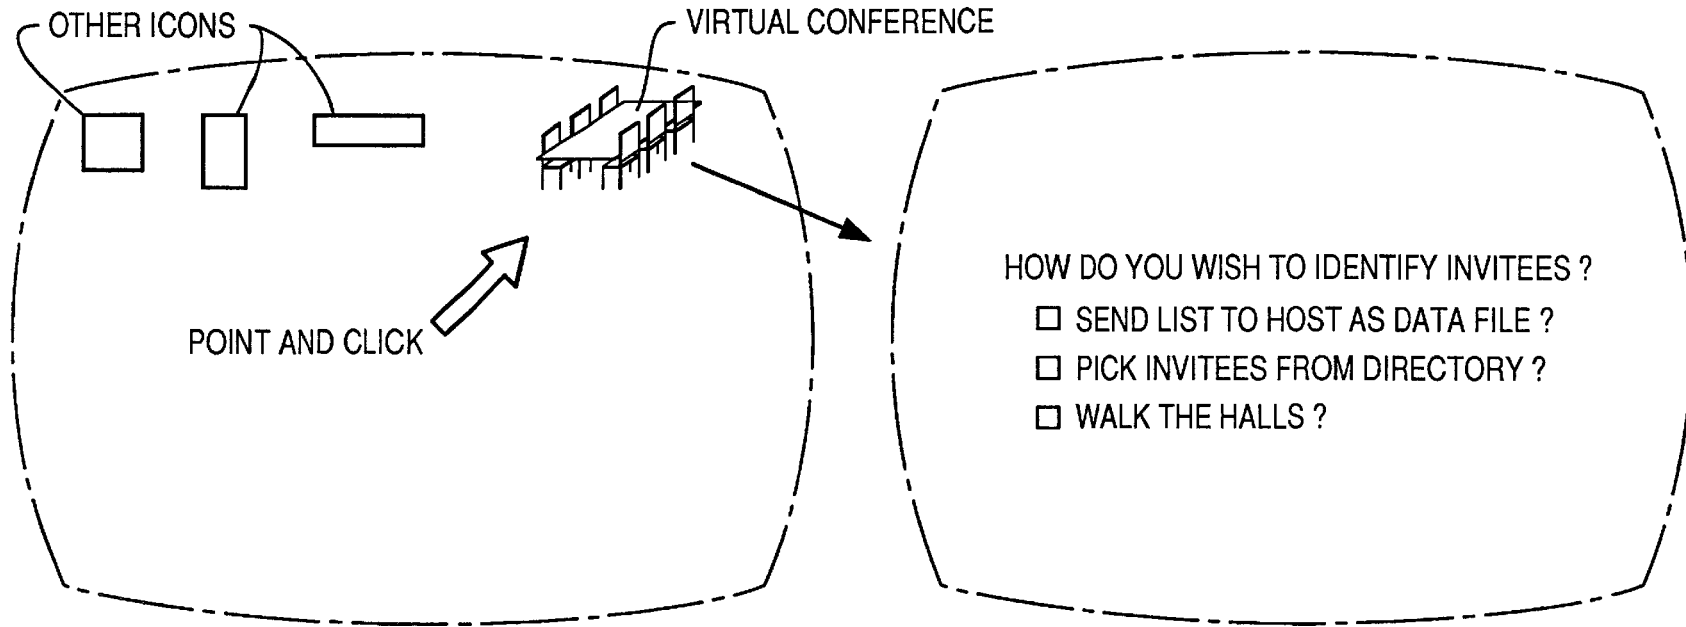 OTHER ICONS
VIRTUAL CONFERENCE
POINT AND CLICK
HOW DO YOU WISH TO IDENTIFY INVITEES ?
SEND LIST TO HOST AS DATA FILE ?
PICK INVITEES FROM DIRECTORY ?
WALK THE HALLS ?